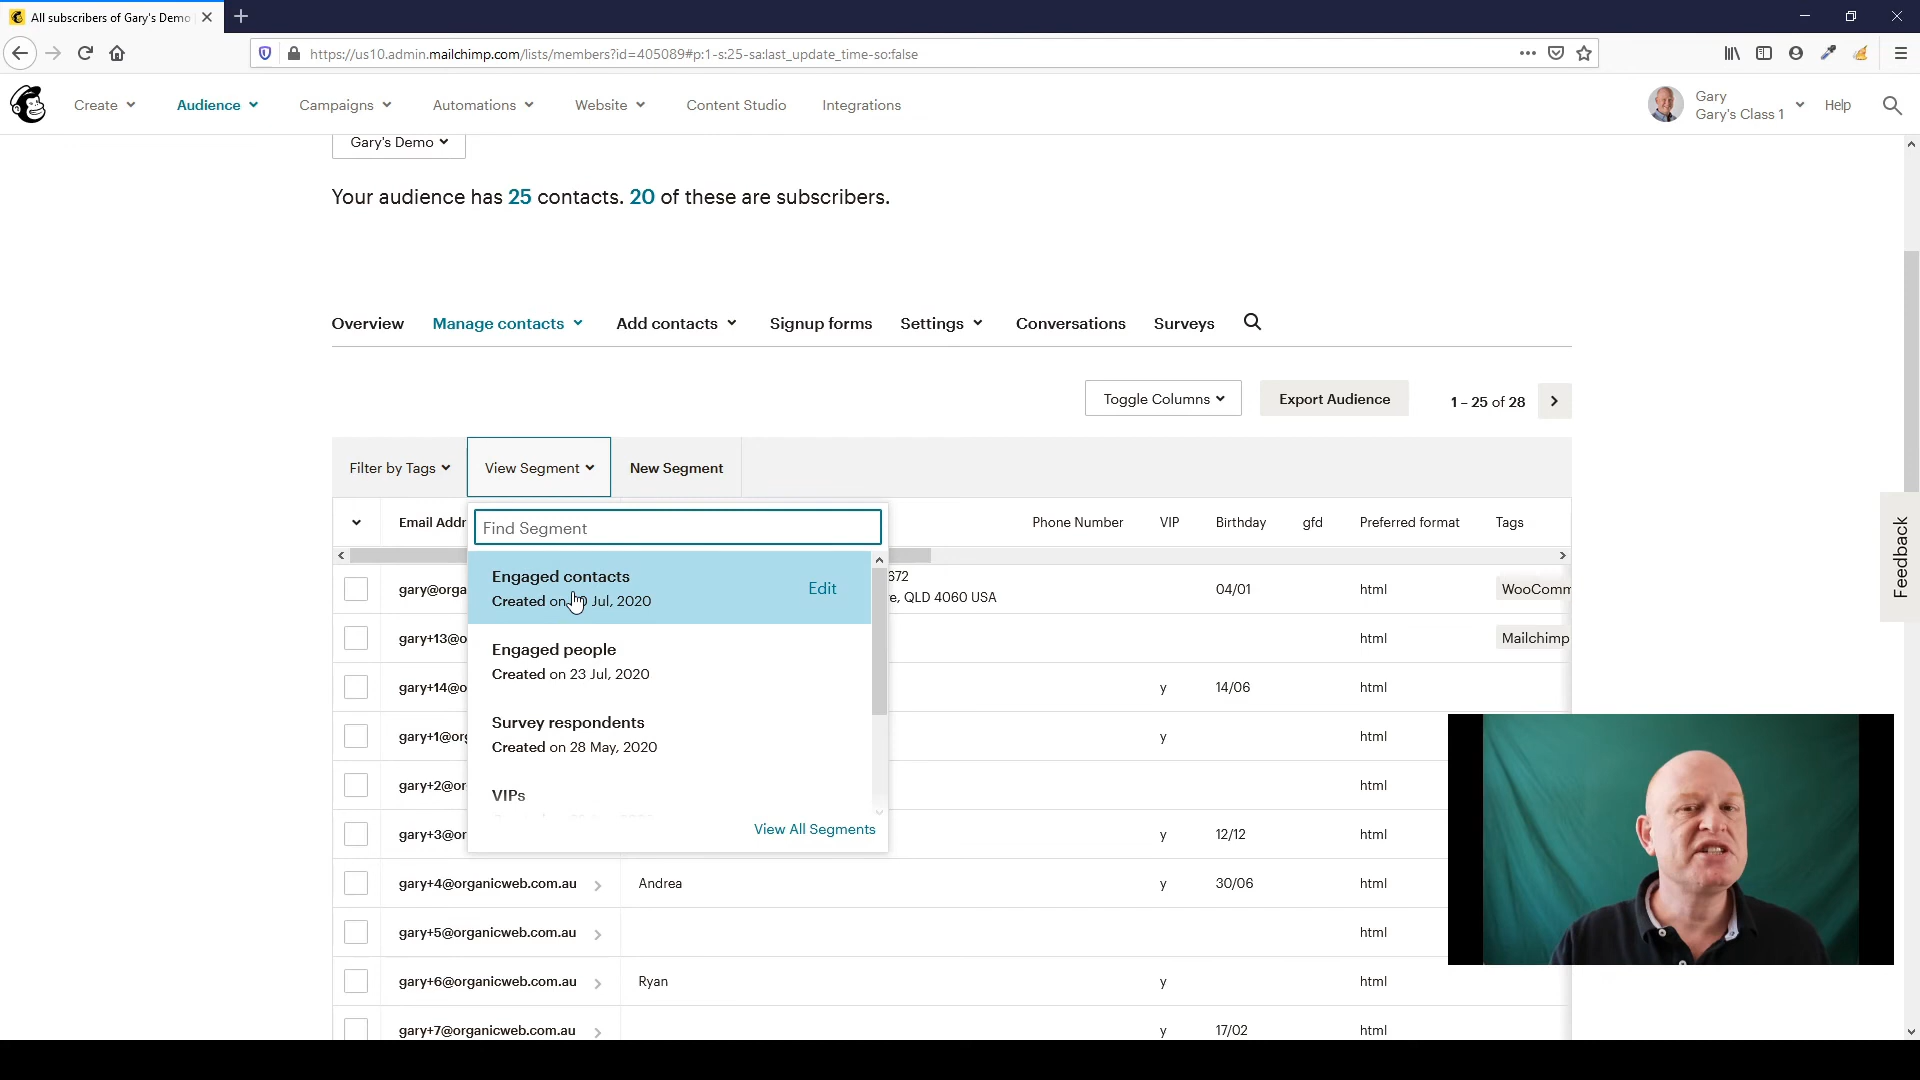 All subscribers of Gary's Demo
https://us10.admin.mailchimp.com/lists/members?id=405089#p:1-s:25-sa:last_update_time-so:false
Create
Audience
Campaigns
Automations
Website
Content Studio
Integrations
Gary
Gary's Class 1
Help
Gary's Demo
Your audience has 25 contacts. 20 of these are subscribers.
Overview
Manage contacts
Add contacts
Signup forms
Settings
Conversations
Surveys
Toggle Columns
Export Audience
1 – 25 of 28
Filter by Tags
View Segment
New Segment
Email Addr
Phone Number
VIP
Birthday
gfd
Preferred format
Tags
Find Segment
Engaged contacts
Created on Jul, 2020
Edit
Engaged people
Created on 23 Jul, 2020
Survey respondents
Created on 28 May, 2020
VIPs
View All Segments
gary@orga
672
e, QLD 4060 USA
04/01
html
WooComm
gary+13@o
html
Mailchimp
gary+14@o
y
14/06
html
gary+1@org
y
html
gary+2@or
html
gary+3@or
y
12/12
html
gary+4@organicweb.com.au
Andrea
y
30/06
html
gary+5@organicweb.com.au
html
gary+6@organicweb.com.au
Ryan
y
html
gary+7@organicweb.com.au
y
17/02
html
Feedback